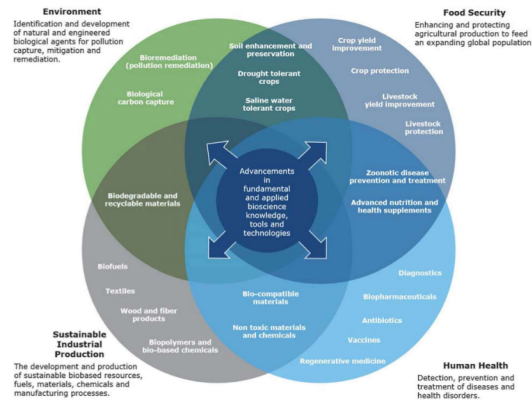 Environment
Identification and development
of natural and engineered
biological agents for pollution
capture, mitigation and
remediation.
Food Security
Enhancing and protecting
agricultural production to feed
an expanding global population
Bioremediation
(pollution remediation)
Biological
carbon capture
Soil enhancement and
preservation
Drought tolerant
crops
Saline water
tolerant crops
Crop yield
improvement
Crop protection
Livestock
yield improvement
Livestock
protection
Biodegradable and
recyclable materials
Advancements
in
fundamental
and applied
bioscience
knowledge,
tools and
technologies
Zoonotic disease
prevention and treatment
Advanced nutrition and
health supplements
Biofuels
Textiles
Wood and fiber
products
Biopolymers and
bio-based chemicals
Bio-compatible
materials
Non toxic materials
and chemicals
Diagnostics
Biopharmaceuticals
Antibiotics
Vaccines
Regenerative medicine
Sustainable
Industrial
Production
The development and production
of sustainable biobased resources,
fuels, materials, chemicals and
manufacturing processes.
Human Health
Detection, prevention and
treatment of diseases and
health disorders.